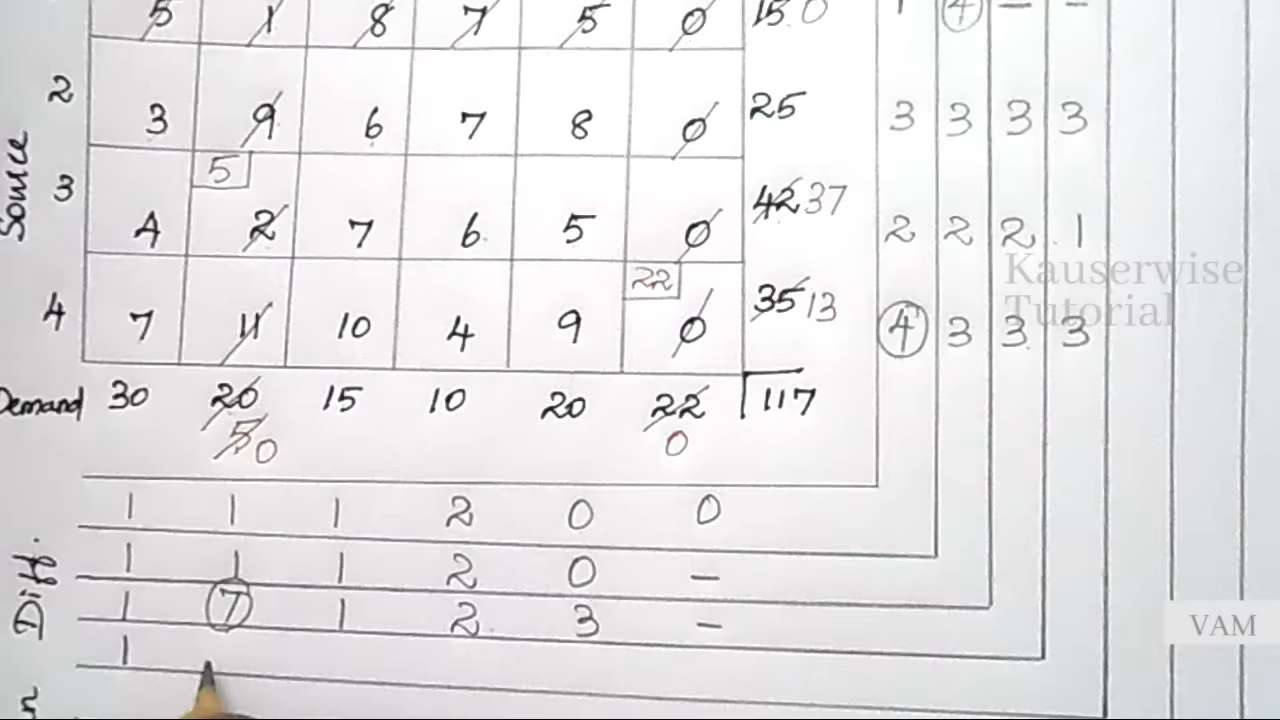 5 1 8 7 5 0 15 0 1 4 – –
2 3 9 6 7 8 0 25 3 3 3 3
5
Source 3 4 2 7 6 5 0 42 37 2 2 2 1
22
4 7 11 10 4 9 0 35 13 4 3 3 3
Demand 30 20 15 10 20 22 117
5 0 0
1 1 1 2 0 0
1 1 1 2 0 –
1 7 1 2 3 –
1
Diff.
Kauserwise
Tutorial
VAM